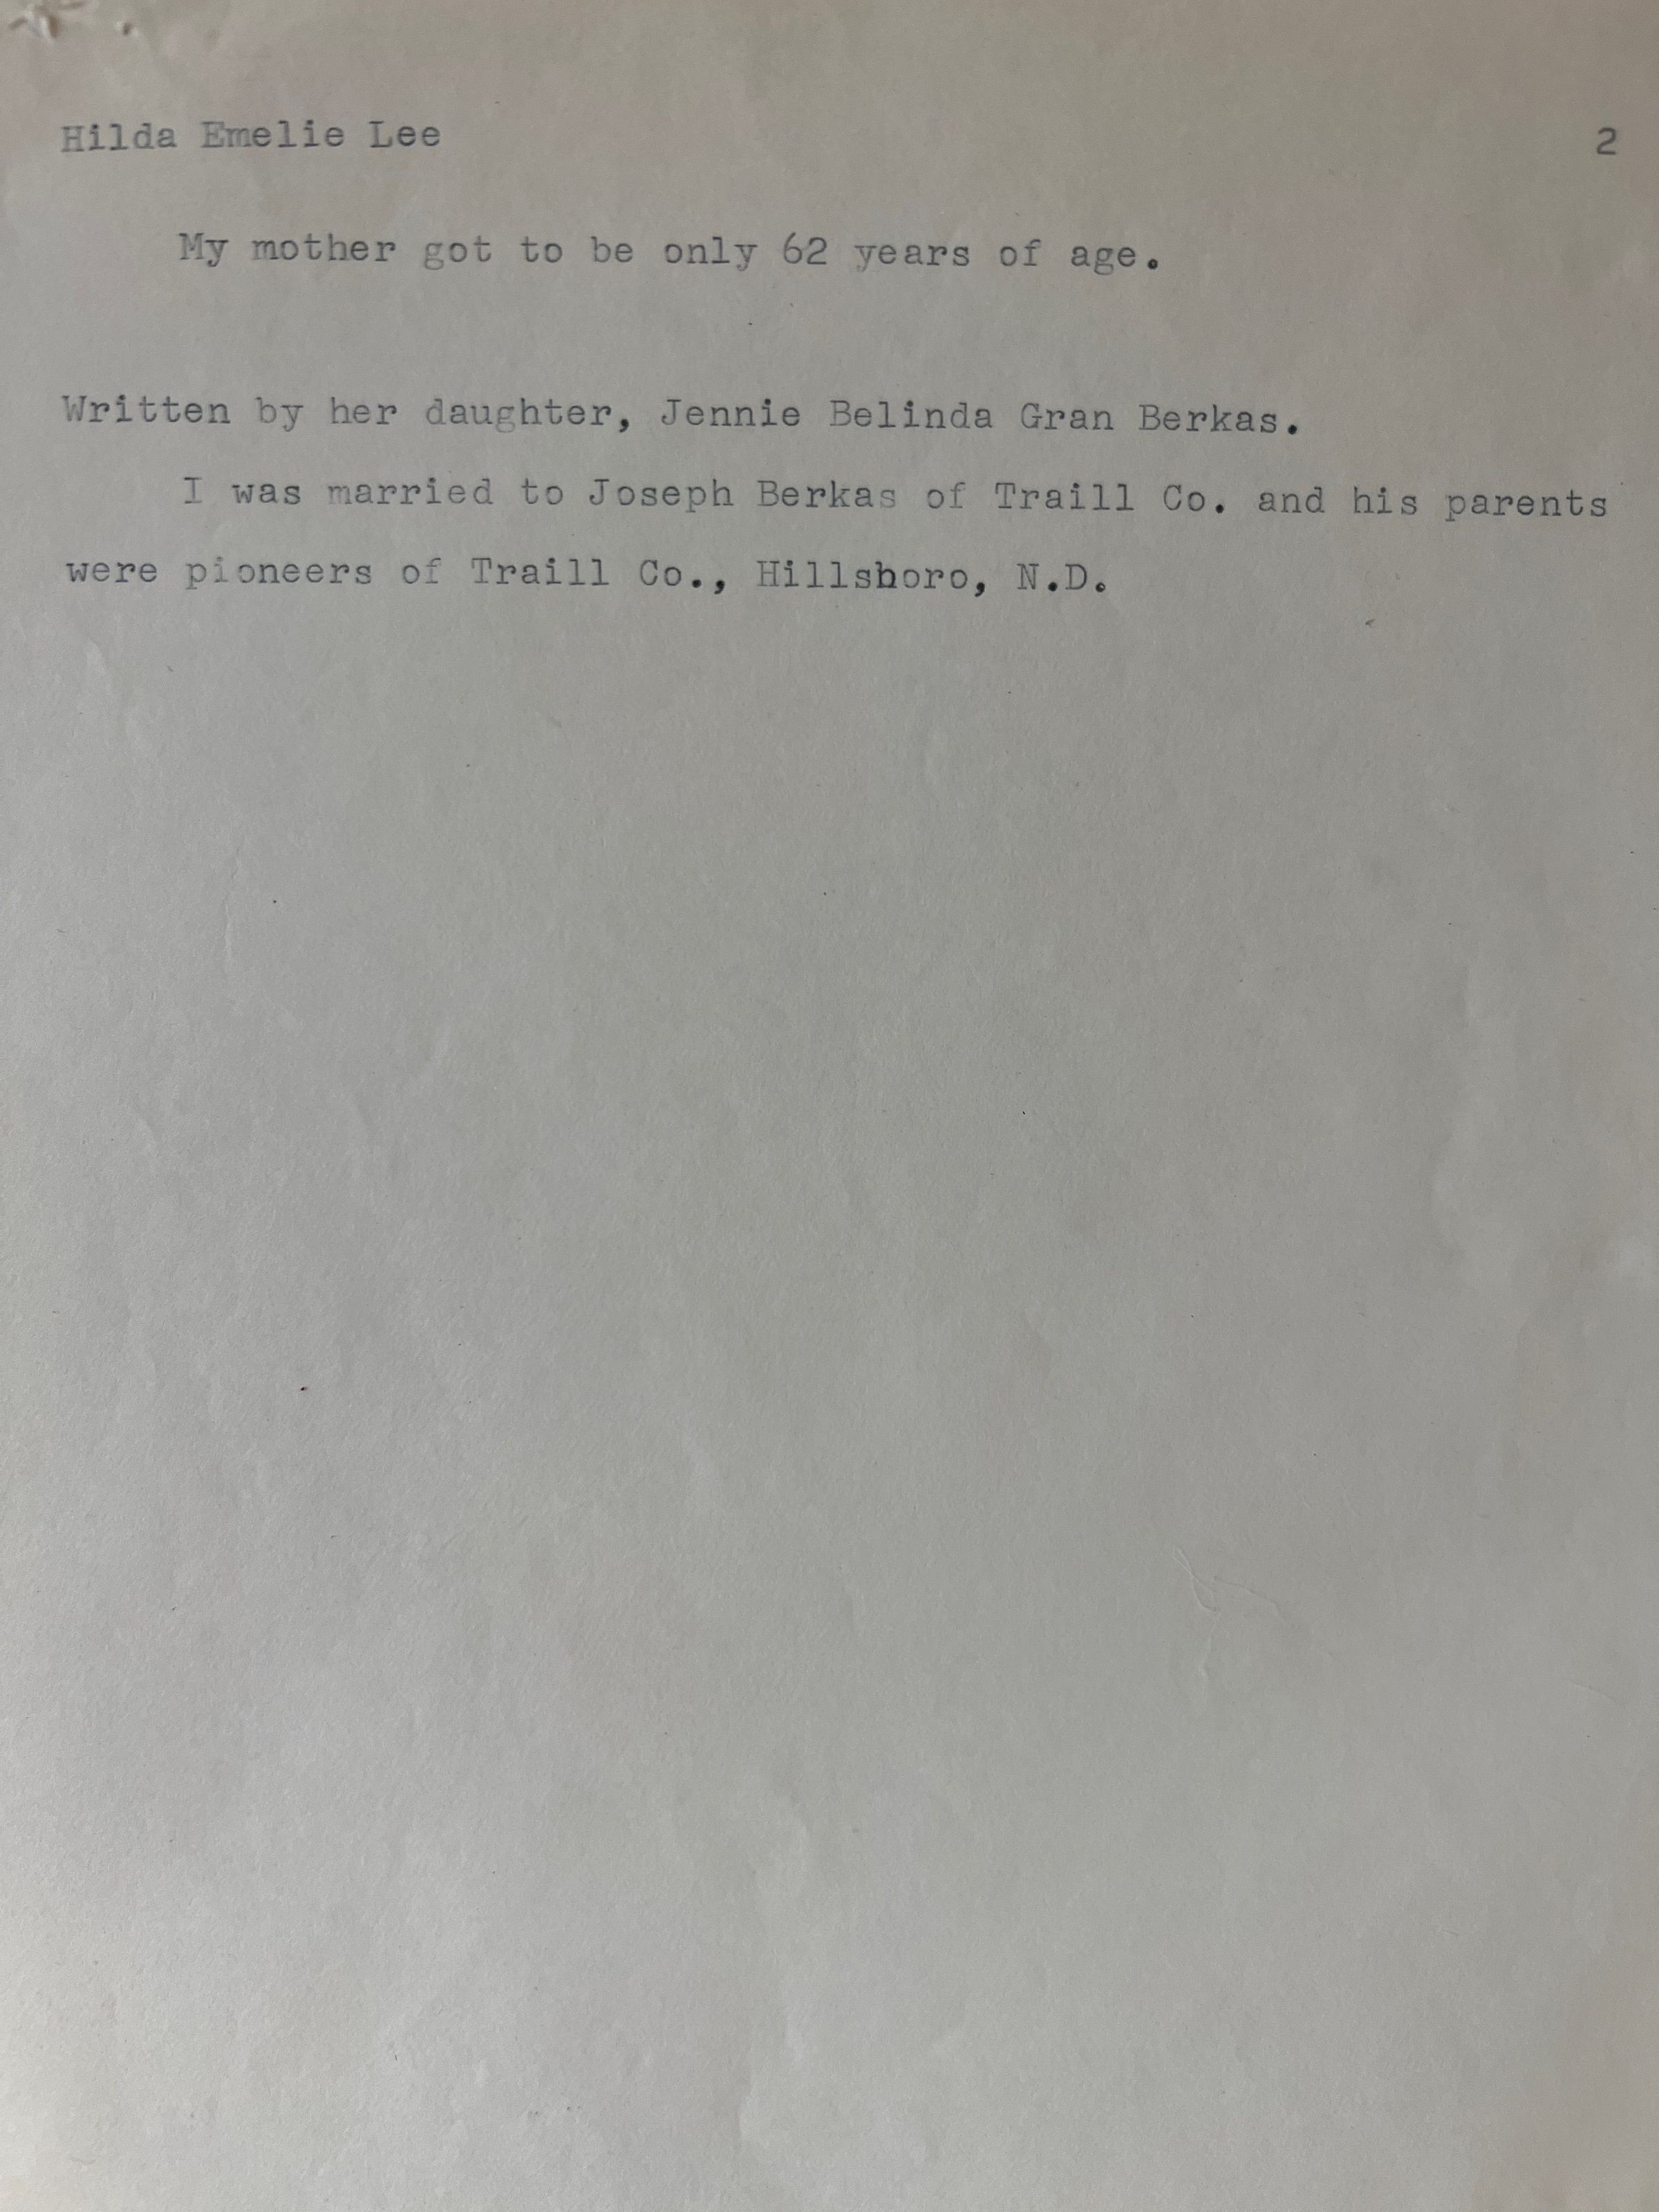 Hilda Emelie Lee 2
My mother got to be only 62 years of age.
Written by her daughter, Jennie Belinda Gran Berkas.
I was married to Joseph Berkas of Traill Co. and his parents
were pioneers of Traill Co., Hillsboro, N.D.